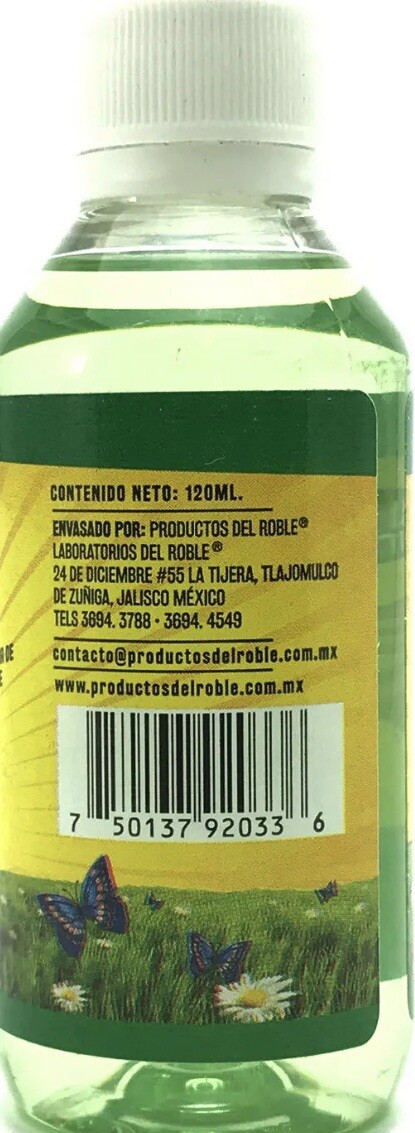 CONTENIDO NETO: 120ML.
ENVASADO POR: PRODUCTOS DEL ROBLE®
LABORATORIOS DEL ROBLE®
24 DE DICIEMBRE #55 LA TIJERA, TLAJOMULCO
DE ZUÑIGA, JALISCO MÉXICO
TELS 3694. 3788 • 3694. 4549
contacto@productosdelroble.com.mx
www.productosdelroble.com.mx
7 50137 92033 6